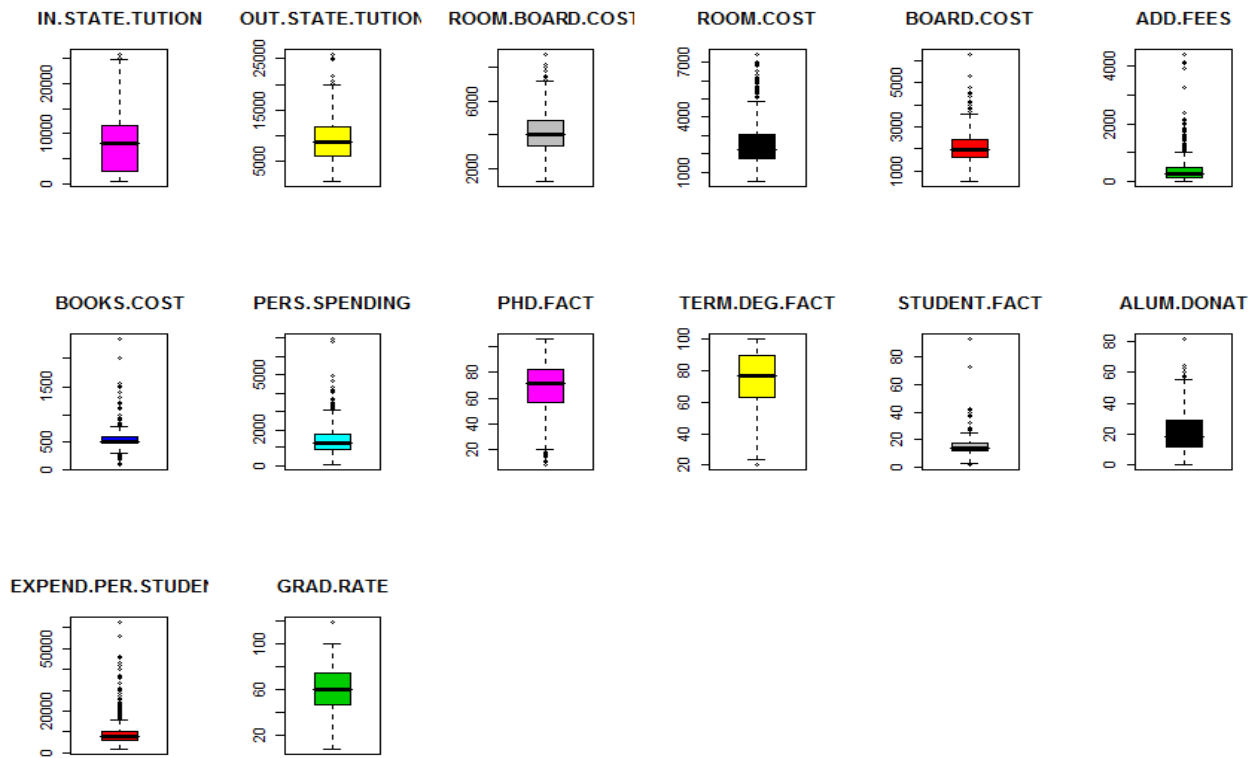 IN.STATE.TUTION OUT.STATE.TUTION ROOM.BOARD.COST ROOM.COST BOARD.COST ADD.FEES
0 10000 20000
5000 15000 25000
2000 6000
1000 4000 7000
1000 3000 5000
0 2000 4000
BOOKS.COST PERS.SPENDING PHD.FACT TERM.DEG.FACT STUDENT.FACT ALUM.DONAT
0 500 1500
0 2000 5000
20 40 60 80
20 40 60 80 100
0 20 40 60 80
0 20 40 60 80
EXPEND.PER.STUDEN GRAD.RATE
0 20000 50000
20 60 100